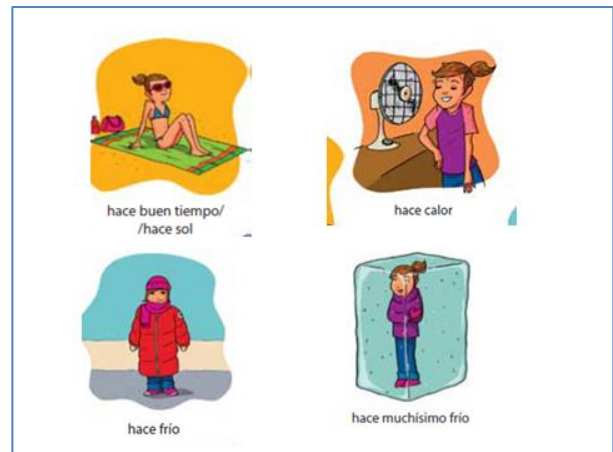 hace buen tiempo/
/hace sol
hace calor
hace frío
hace muchísimo frío